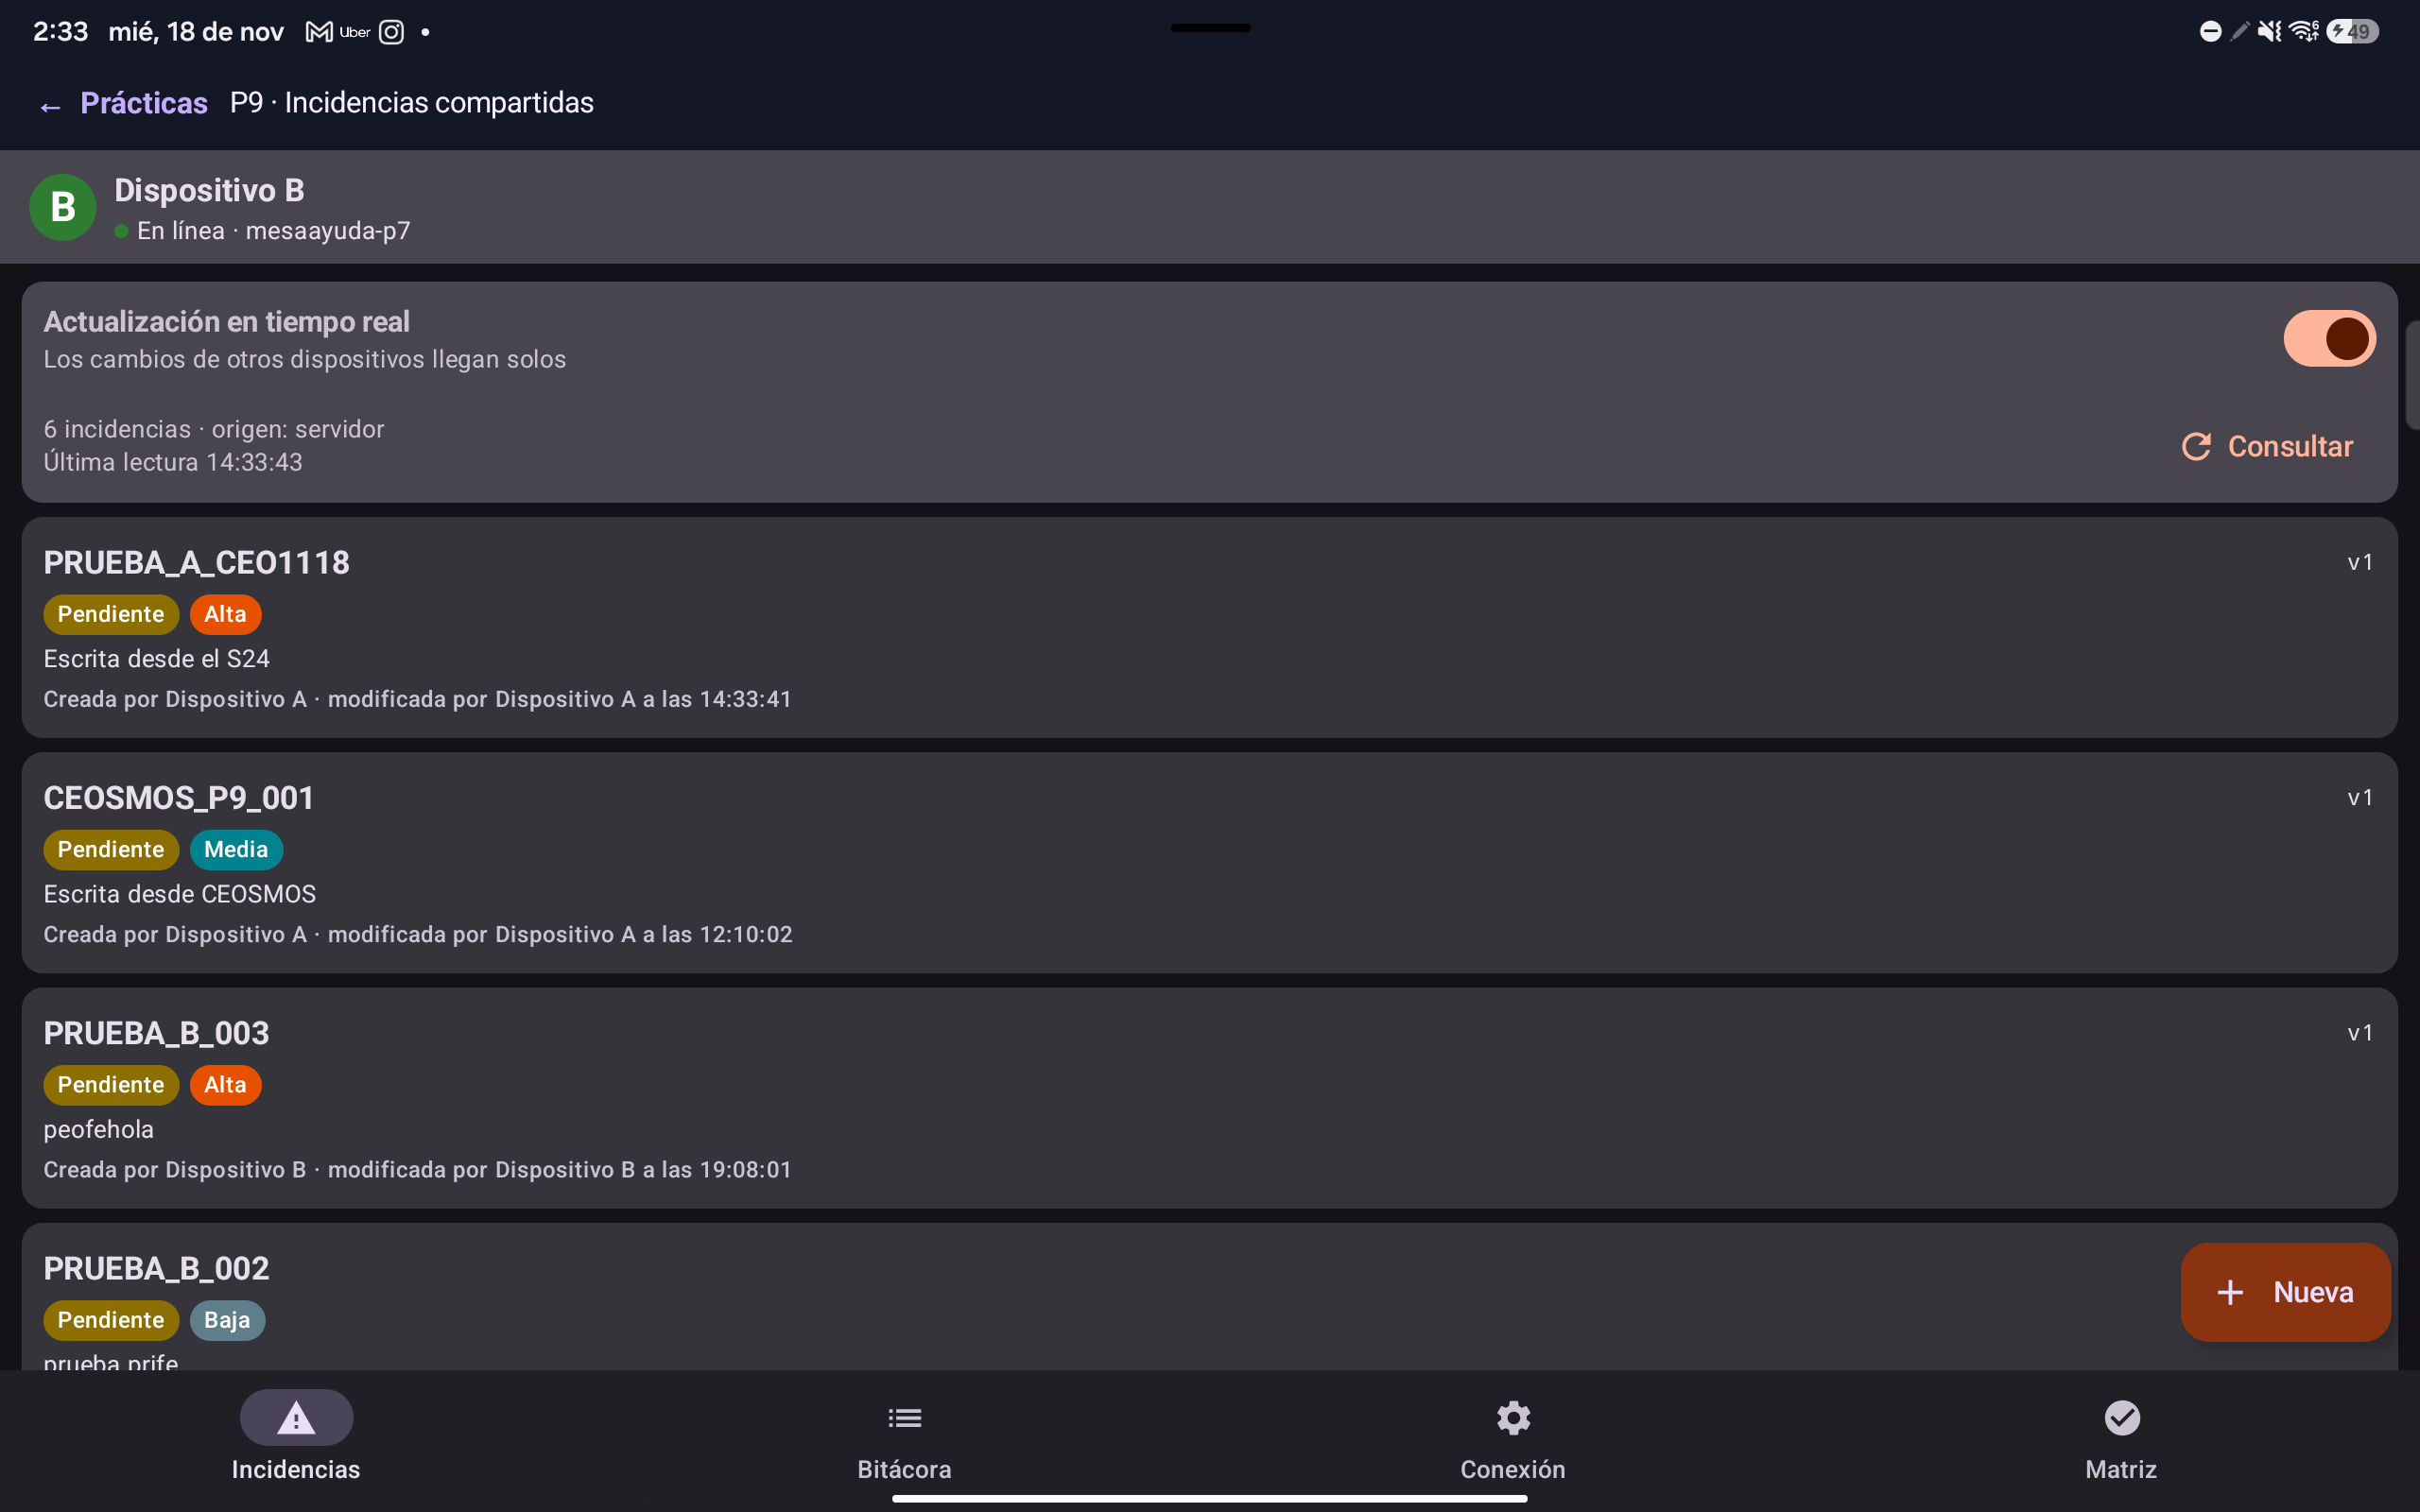 2:33 mié, 18 de nov Uber 49
← Prácticas P9 · Incidencias compartidas
B
Dispositivo B
En línea · mesaayuda-p7
Actualización en tiempo real
Los cambios de otros dispositivos llegan solos
6 incidencias · origen: servidor
Última lectura 14:33:43
Consultar
PRUEBA_A_CEO1118
v1
Pendiente Alta
Escrita desde el S24
Creada por Dispositivo A · modificada por Dispositivo A a las 14:33:41
CEOSMOS_P9_001
v1
Pendiente Media
Escrita desde CEOSMOS
Creada por Dispositivo A · modificada por Dispositivo A a las 12:10:02
PRUEBA_B_003
v1
Pendiente Alta
peofehola
Creada por Dispositivo B · modificada por Dispositivo B a las 19:08:01
PRUEBA_B_002
Pendiente Baja
prueba prife
+ Nueva
Incidencias
Bitácora
Conexión
Matriz